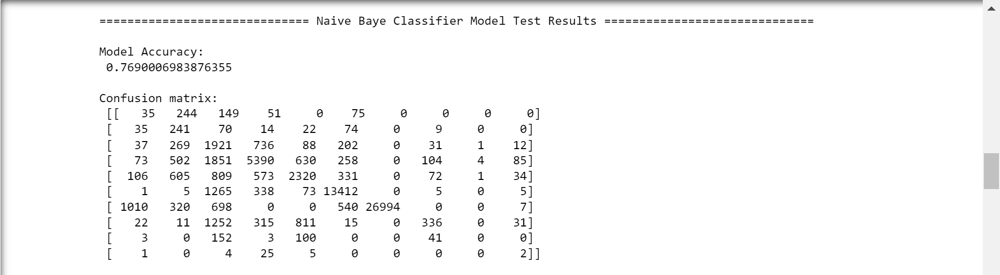 ============================== Naive Baye Classifier Model Test Results ==============================
Model Accuracy:
0.7690006983876355
Confusion matrix:
[[   35   244   149    51     0    75     0     0     0     0]
[   35   241    70    14    22    74     0     9     0     0]
[   37   269  1921   736    88   202     0    31     1    12]
[   73   502  1851  5390   630   258     0   104     4    85]
[  106   605   809   573  2320   331     0    72     1    34]
[    1     5  1265   338    73 13412     0     5     0     5]
[ 1010   320   698     0     0   540 26994     0     0     7]
[   22    11  1252   315   811    15     0   336     0    31]
[    3     0   152     3   100     0     0    41     0     0]
[    1     0     4    25     5     0     0     0     0     2]]